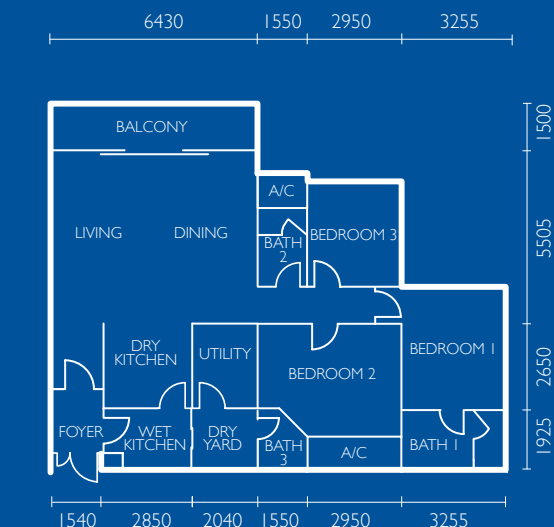 6430 1550 2950 3255
BALCONY
1500
A/C
LIVING
DINING
BATH
2
BEDROOM 3
5505
DRY
KITCHEN
UTILITY
BEDROOM 2
BEDROOM 1
2650
FOYER
WET
KITCHEN
DRY
YARD
BATH
3
A/C
BATH 1
1925
1540 2850 2040 1550 2950 3255